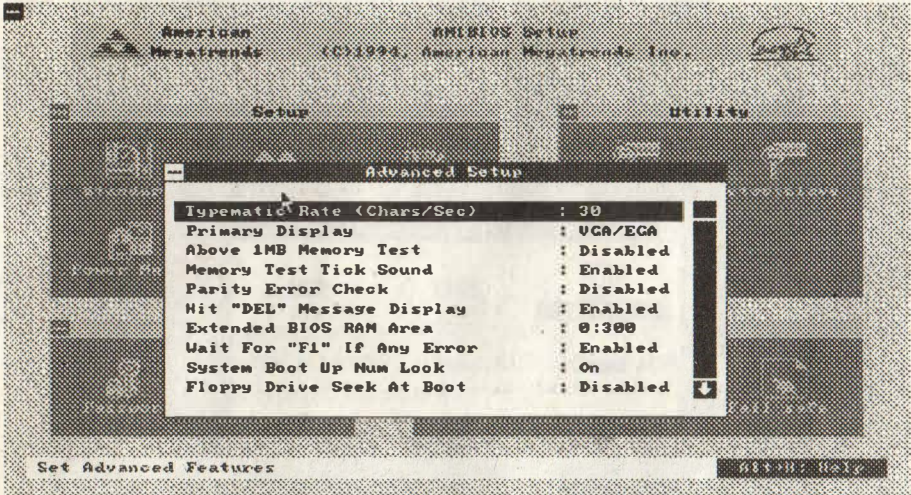 American
Megatrends
AMIBIOS Setup
(C)1994, American Megatrends Inc.
Setup
Utility
Advanced Setup
Typematic Rate (Chars/Sec) : 30
Primary Display : VGA/EGA
Above 1MB Memory Test : Disabled
Memory Test Tick Sound : Enabled
Parity Error Check : Disabled
Hit "DEL" Message Display : Enabled
Extended BIOS RAM Area : 0:300
Wait For "F1" If Any Error : Enabled
System Boot Up Num Lock : On
Floppy Drive Seek At Boot : Disabled
Power
Fail safe
Set Advanced Features
Alt+H: Help